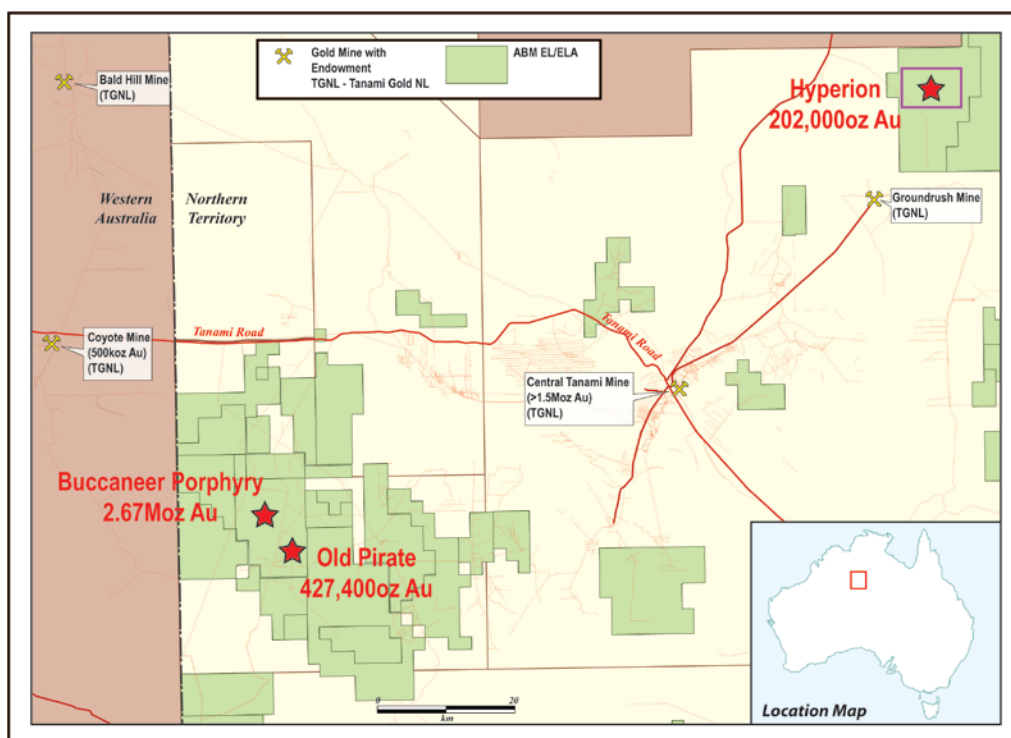 Gold Mine with
Endowment
TGNL - Tanami Gold NL
ABM EL/ELA
Bald Hill Mine
(TGNL)
Hyperion
202,000oz Au
Western
Australia
Northern
Territory
Groundrush Mine
(TGNL)
Tanami Road
Tanami Road
Coyote Mine
(500koz Au)
(TGNL)
Central Tanami Mine
(>1.5Moz Au)
(TGNL)
Buccaneer Porphyry
2.67Moz Au
Old Pirate
427,400oz Au
0 20
km
Location Map